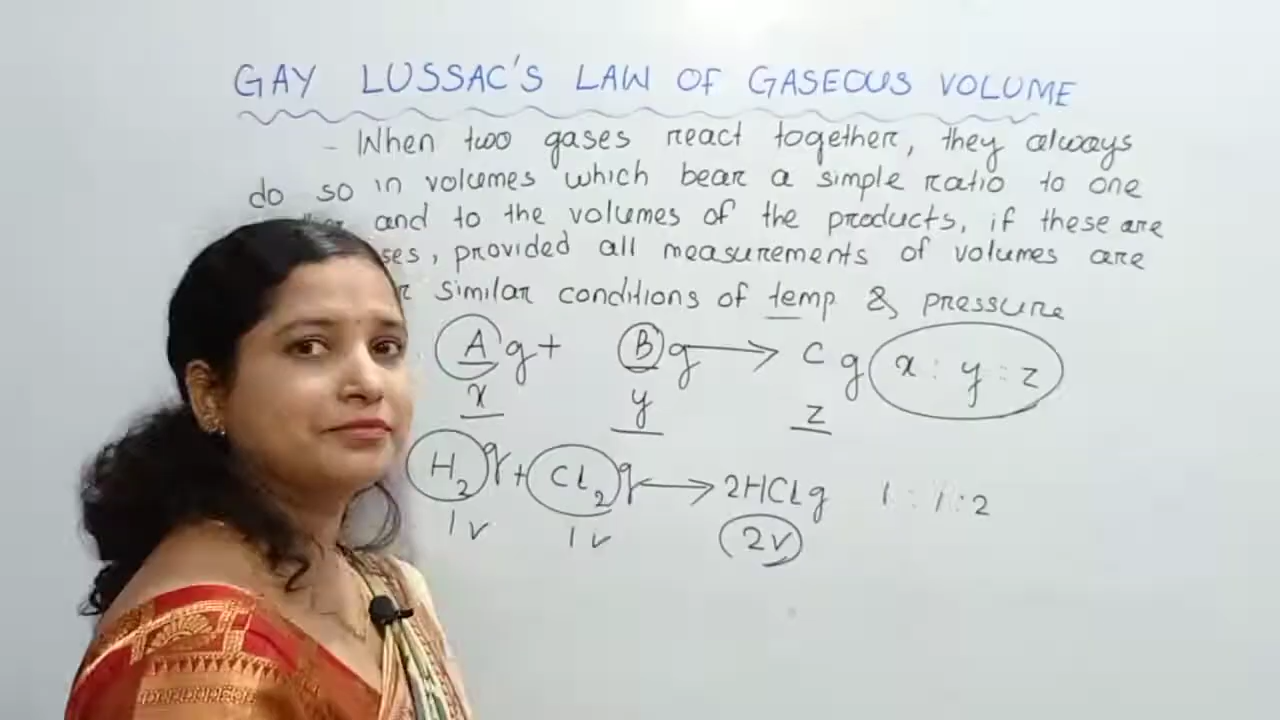 GAY LUSSAC'S LAW OF GASEOUS VOLUME
- When two gases react together, they always
do so in volumes which bear a simple ratio to one
and to the volumes of the products, if these are
ses, provided all measurements of volumes are
r similar conditions of temp & pressure
A g + B g → C g x : y : z
x y z
H₂ g + Cl₂ g → 2HCl g 1 : 1 : 2
1v 1v 2v